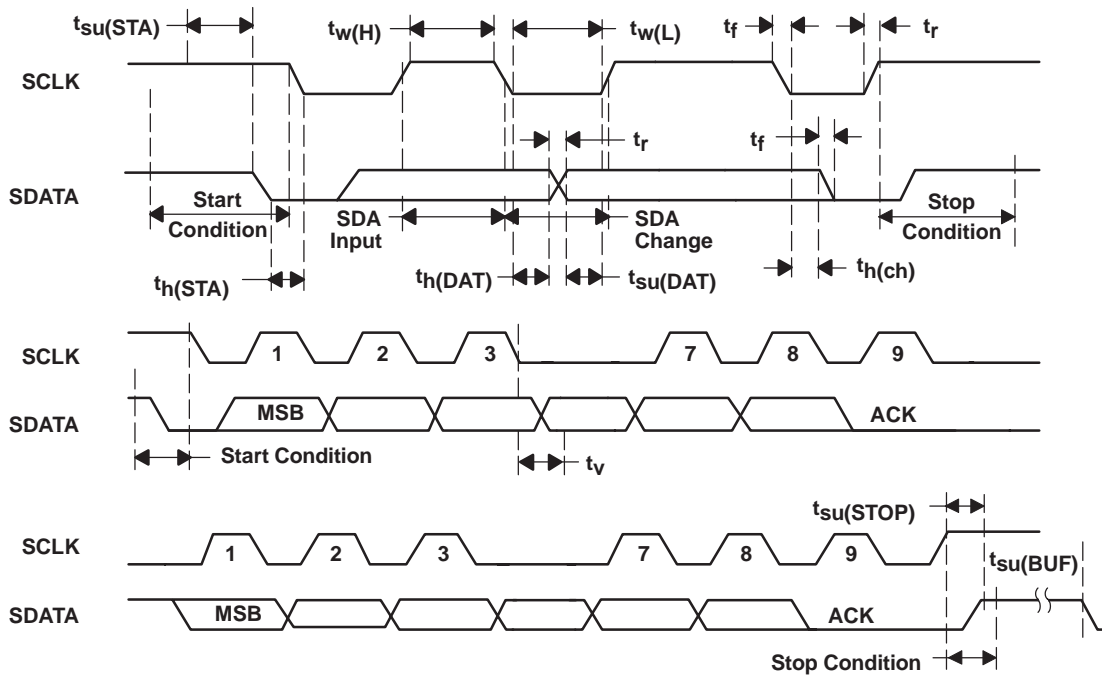 tsu(STA)
tw(H)
tw(L)
tf
tr
SCLK
tr
tf
SDATA
Start
Condition
SDA
Input
SDA
Change
Stop
Condition
th(STA)
th(DAT)
tsu(DAT)
th(ch)
SCLK
1
2
3
7
8
9
SDATA
MSB
ACK
Start Condition
tv
tsu(STOP)
SCLK
1
2
3
7
8
9
tsu(BUF)
SDATA
MSB
ACK
Stop Condition